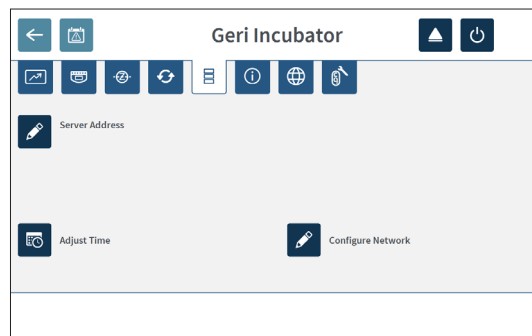 Geri Incubator
Server Address
Adjust Time
Configure Network